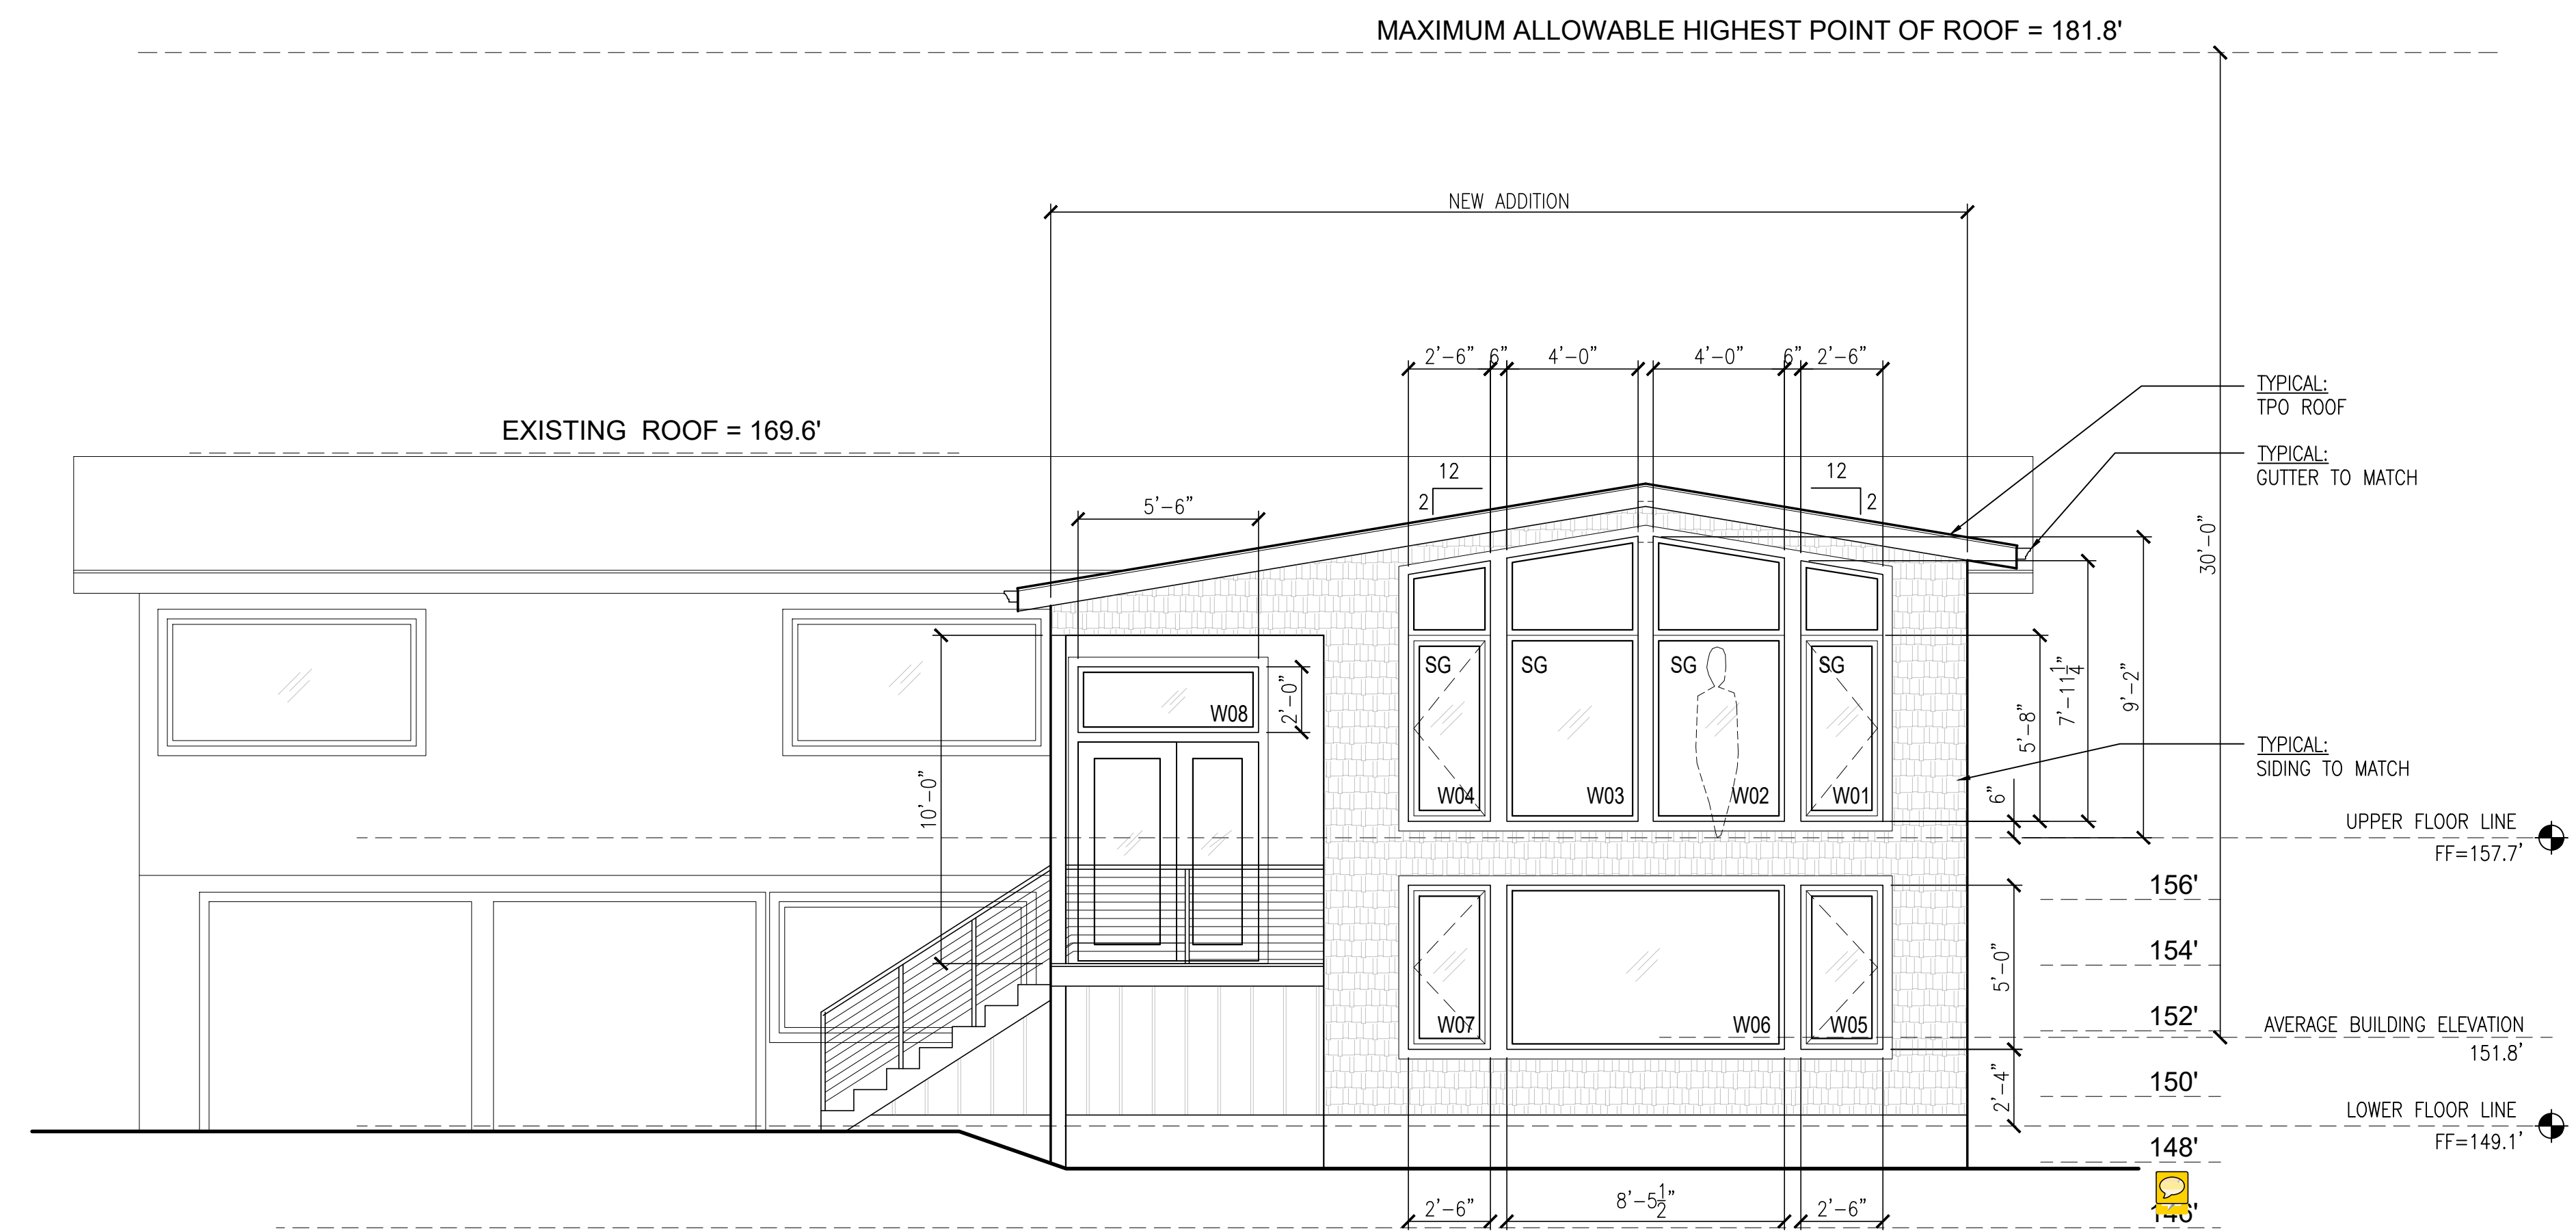 MAXIMUM ALLOWABLE HIGHEST POINT OF ROOF = 181.8'
NEW ADDITION
2'-6" 6" 4'-0" 4'-0" 6" 2'-6"
TYPICAL:
TPO ROOF
EXISTING ROOF = 169.6'
TYPICAL:
GUTTER TO MATCH
12
2
12
2
5'-6"
30'-0"
SG SG SG SG
W08
2'-0"
10'-0"
W04 W03 W02 W01
5'-8"
7'-11 1/4"
9'-2"
6"
TYPICAL:
SIDING TO MATCH
UPPER FLOOR LINE
FF=157.7'
156'
154'
152'
5'-0"
W07 W06 W05
AVERAGE BUILDING ELEVATION
151.8'
150'
2'-4"
LOWER FLOOR LINE
FF=149.1'
148'
2'-6" 8'-5 1/2" 2'-6"